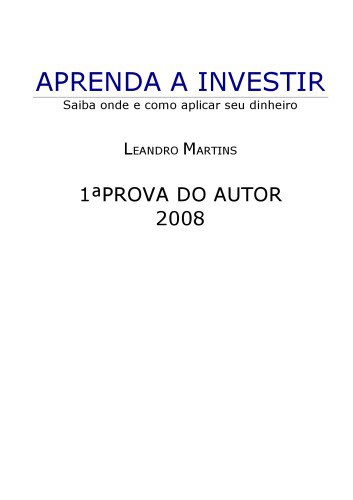 APRENDA A INVESTIR
Saiba onde e como aplicar seu dinheiro
LEANDRO MARTINS
1ªPROVA DO AUTOR
2008